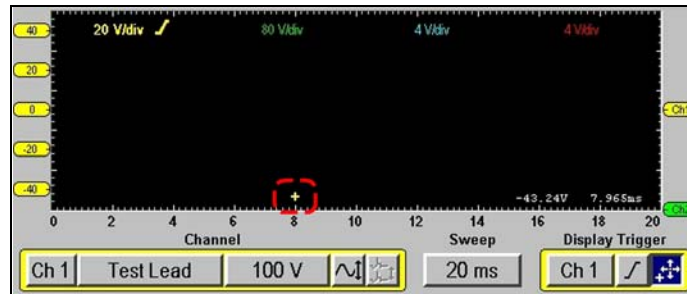 40 20 V/div 80 V/div 4 V/div 4 V/div
20
0 Ch1
-20
-40 -43.24V 7.965ms
0 2 4 6 8 10 12 14 16 18 20
Channel Sweep Display Trigger
Ch 1 Test Lead 100 V 20 ms Ch 1